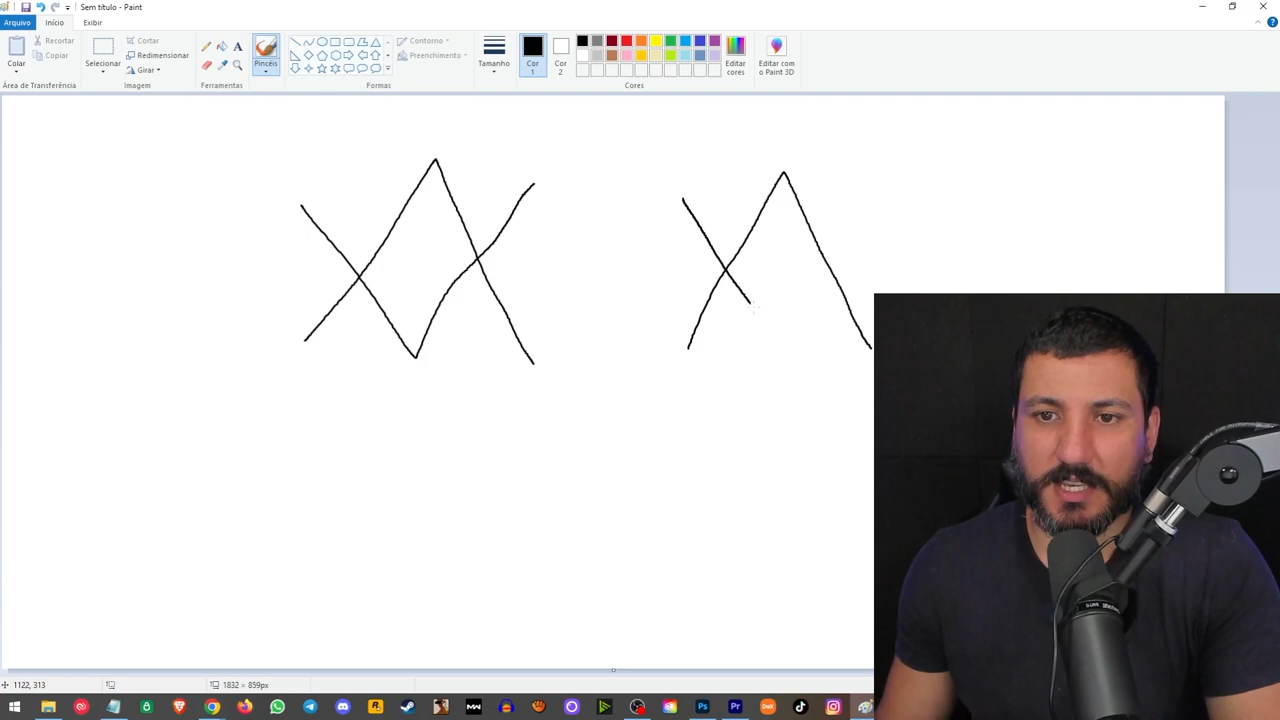 Sem título - Paint
Arquivo Início Exibir
Colar
Recortar
Copiar
Área de Transferência
Selecionar
Cortar
Redimensionar
Girar
Imagem
A
Ferramentas
Pincéis
Contorno
Preenchimento
Formas
Tamanho
Cor 1
Cor 2
Editar cores
Editar com o Paint 3D
Cores
1122, 313
1832 × 859px